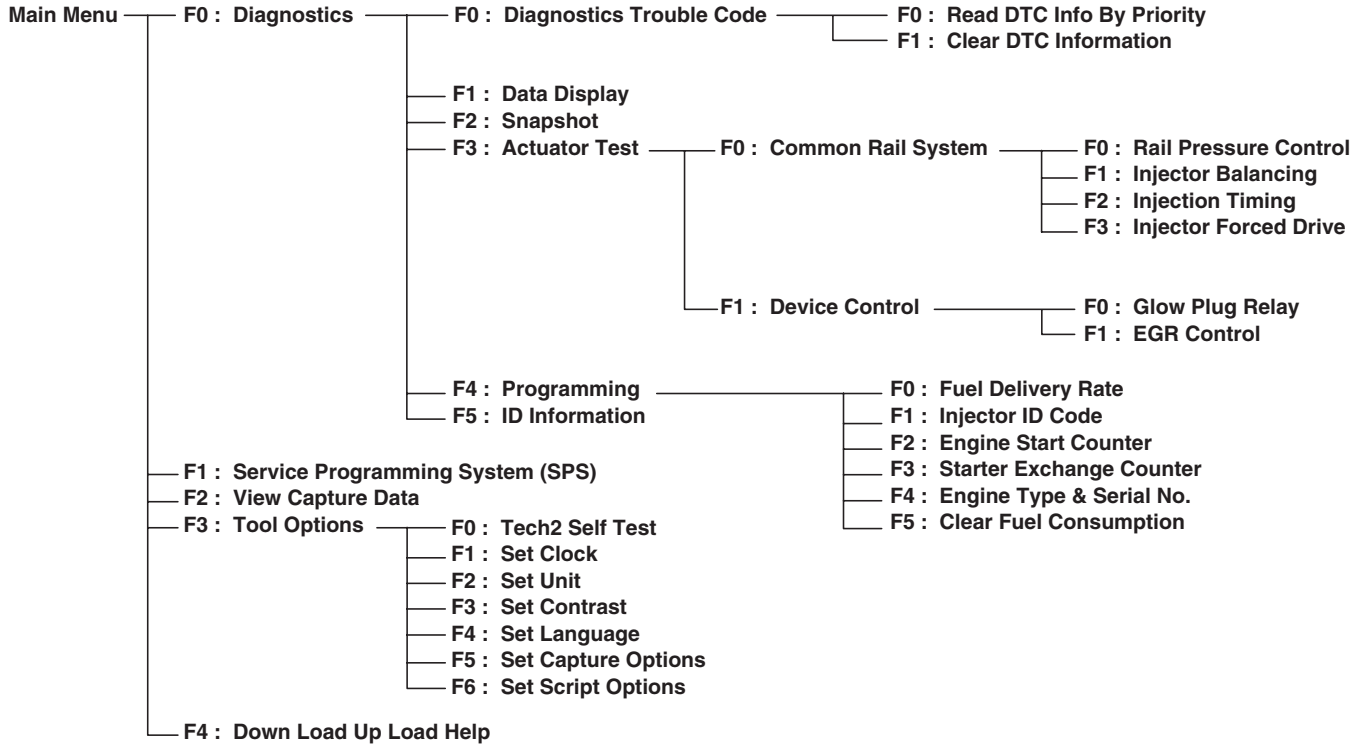 Main Menu F0 : Diagnostics F0 : Diagnostics Trouble Code F0 : Read DTC Info By Priority
F1 : Clear DTC Information
F1 : Data Display
F2 : Snapshot
F3 : Actuator Test F0 : Common Rail System F0 : Rail Pressure Control
F1 : Injector Balancing
F2 : Injection Timing
F3 : Injector Forced Drive
F1 : Device Control F0 : Glow Plug Relay
F1 : EGR Control
F4 : Programming F0 : Fuel Delivery Rate
F5 : ID Information F1 : Injector ID Code
F2 : Engine Start Counter
F1 : Service Programming System (SPS) F3 : Starter Exchange Counter
F2 : View Capture Data F4 : Engine Type & Serial No.
F3 : Tool Options F0 : Tech2 Self Test F5 : Clear Fuel Consumption
F1 : Set Clock
F2 : Set Unit
F3 : Set Contrast
F4 : Set Language
F5 : Set Capture Options
F6 : Set Script Options
F4 : Down Load Up Load Help